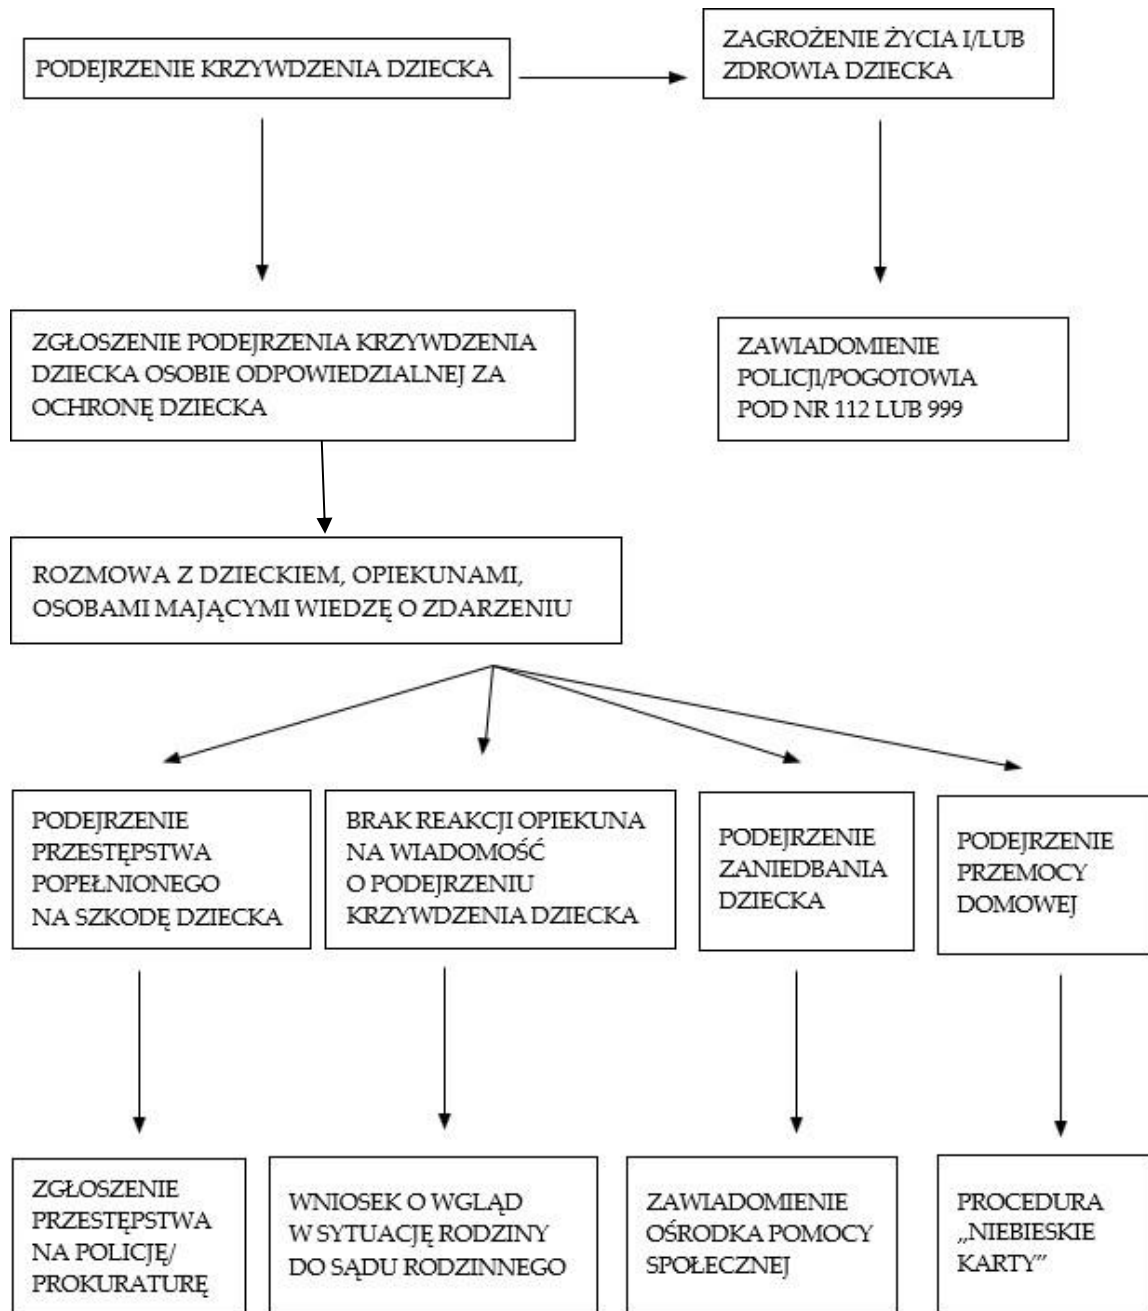 PODEJRZENIE KRZYWDZENIA DZIECKA
ZAGROŻENIE ŻYCIA I/LUB
ZDROWIA DZIECKA
ZGŁOSZENIE PODEJRZENIA KRZYWDZENIA
DZIECKA OSOBIE ODPOWIEDZIALNEJ ZA
OCHRONĘ DZIECKA
ZAWIADOMIENIE
POLICJI/POGOTOWIA
POD NR 112 LUB 999
ROZMOWA Z DZIECKIEM, OPIEKUNAMI,
OSOBAMI MAJĄCYMI WIEDZĘ O ZDARZENIU
PODEJRZENIE
PRZESTĘPSTWA
POPEŁNIONEGO
NA SZKODĘ DZIECKA
BRAK REAKCJI OPIEKUNA
NA WIADOMOŚĆ
O PODEJRZENIU
KRZYWDZENIA DZIECKA
PODEJRZENIE
ZANIEDBANIA
DZIECKA
PODEJRZENIE
PRZEMOCY
DOMOWEJ
ZGŁOSZENIE
PRZESTĘPSTWA
NA POLICJĘ/
PROKURATURĘ
WNIOSEK O WGLĄD
W SYTUACJĘ RODZINY
DO SĄDU RODZINNEGO
ZAWIADOMIENIE
OŚRODKA POMOCY
SPOŁECZNEJ
PROCEDURA
„NIEBIESKIE
KARTY”